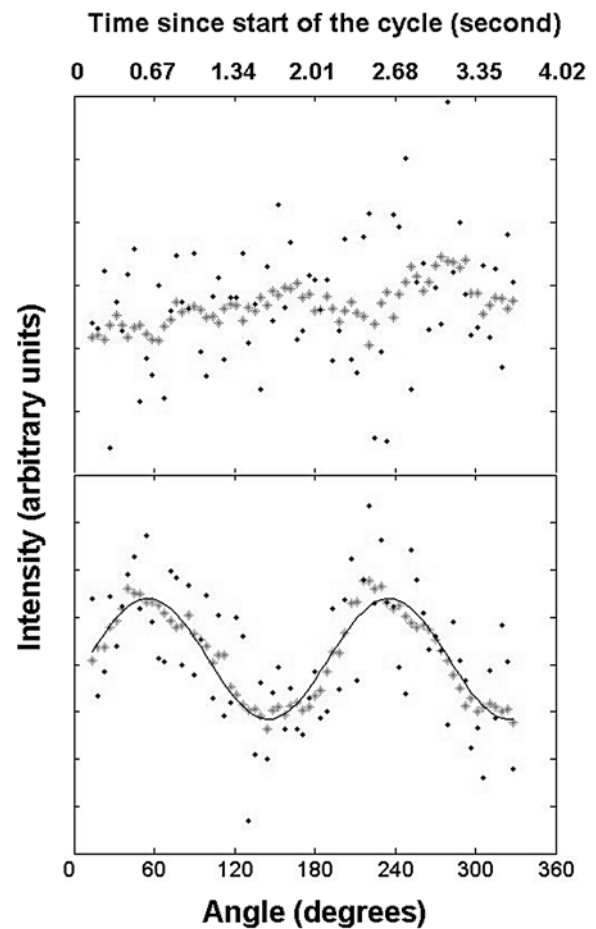 Time since start of the cycle (second)
0 0.67 1.34 2.01 2.68 3.35 4.02
Intensity (arbitrary units)
0 60 120 180 240 300 360
Angle (degrees)